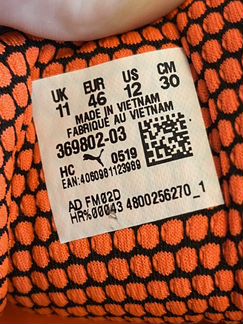 UK EUR US CM
11 46 12 30
MADE IN VIETNAM
FABRIQUÉ AU VIETNAM
369802-03
HC 0519
EAN:4060981123989
AD FM02D
HR%00043 4800256270_1